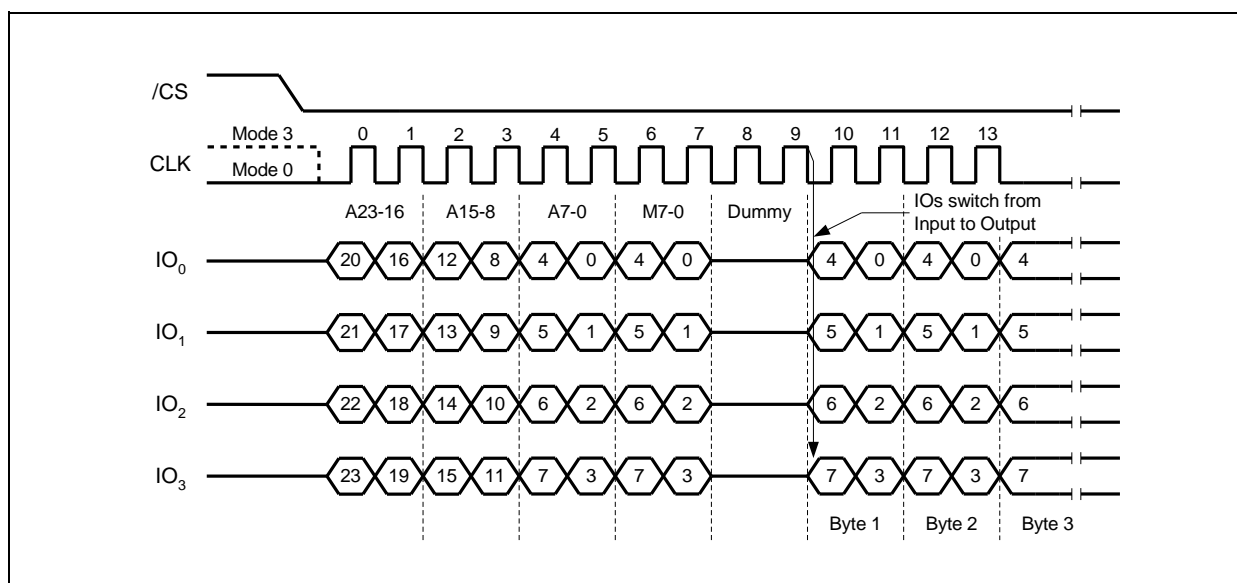 /CS
Mode 3 0 1 2 3 4 5 6 7 8 9 10 11 12 13
CLK
Mode 0
IOs switch from
Input to Output
A23-16 A15-8 A7-0 M7-0 Dummy
IO0 20 16 12 8 4 0 4 0 4 0 4 0 4
IO1 21 17 13 9 5 1 5 1 5 1 5 1 5
IO2 22 18 14 10 6 2 6 2 6 2 6 2 6
IO3 23 19 15 11 7 3 7 3 7 3 7 3 7
Byte 1 Byte 2 Byte 3